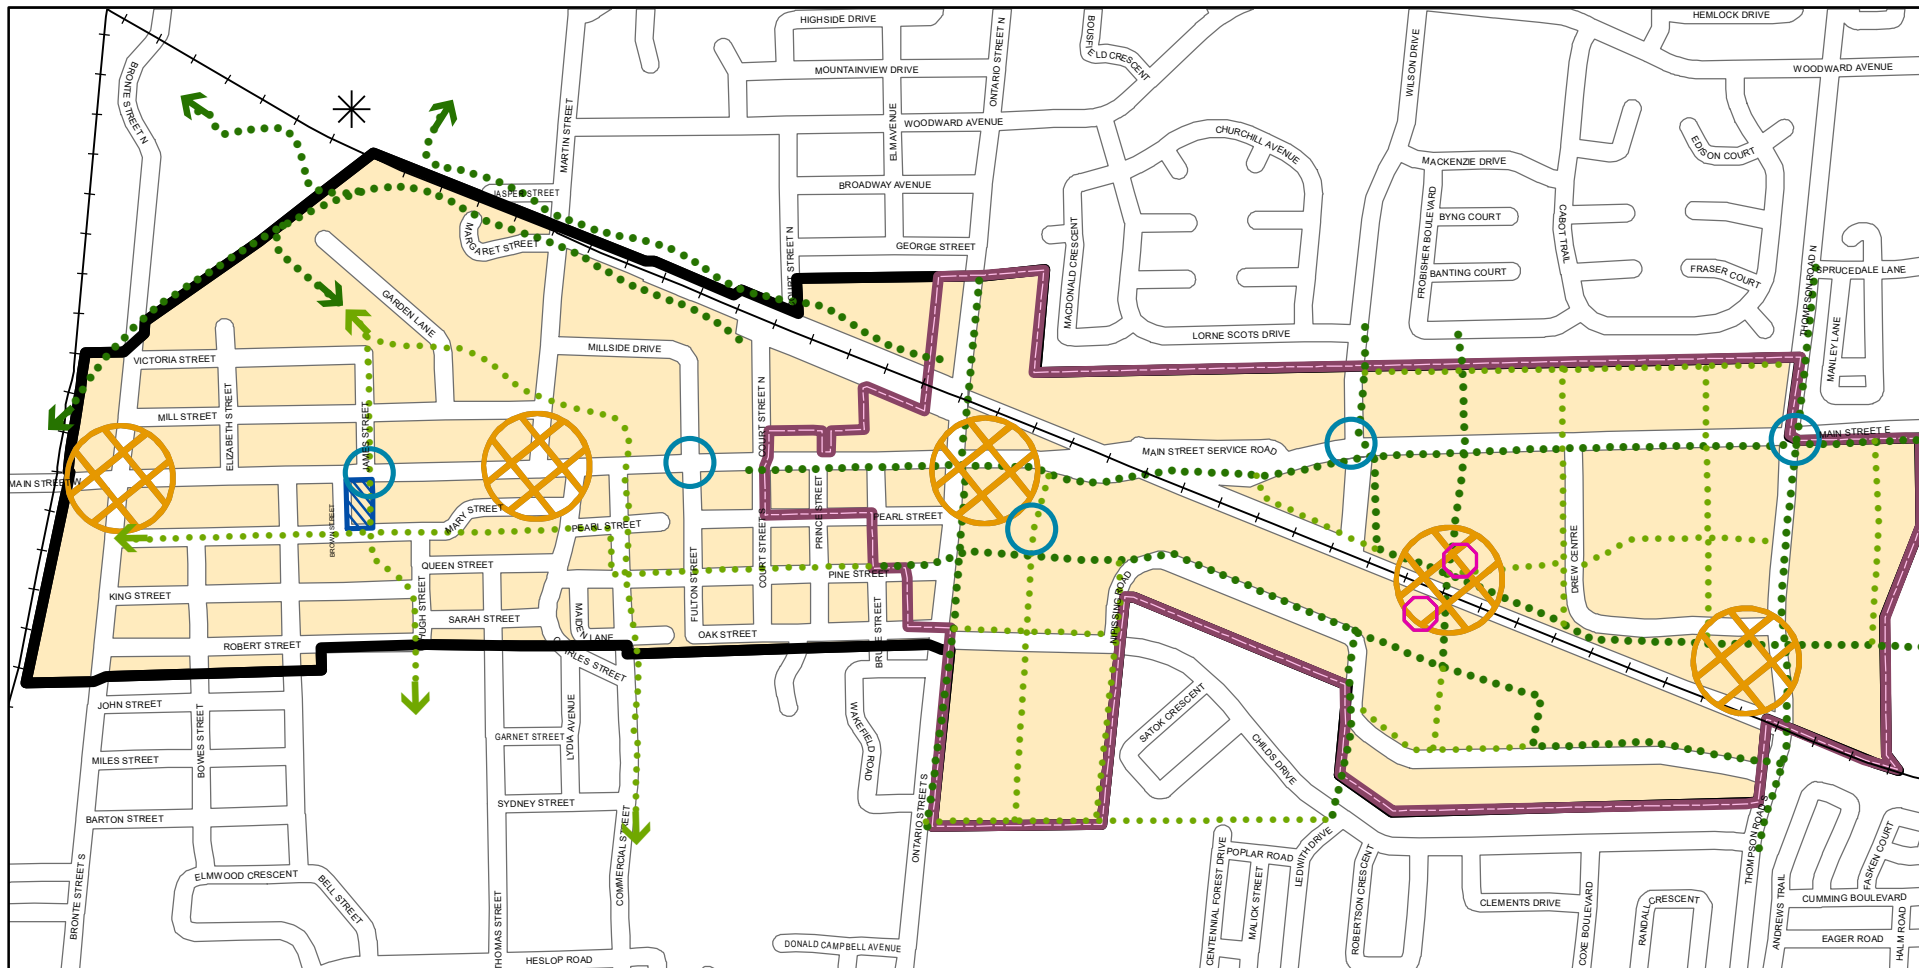 HIGHSIDE DRIVE
HEMLOCK DRIVE
ONTARIO STREET N
BOUSFIELD CRESCENT
WILSON DRIVE
BRONTE STREET N
MOUNTAINVIEW DRIVE
WOODWARD AVENUE
MARTIN STREET
ELM AVENUE
WOODWARD AVENUE
CHURCHILL AVENUE
EDISON COURT
MACKENZIE DRIVE
BROADWAY AVENUE
JASPER STREET
FROBISHER BOULEVARD
CABOT TRAIL
BYNG COURT
MARGARET STREET
GEORGE STREET
COURT STREET N
MACDONALD CRESCENT
BANTING COURT
FRASER COURT
THOMPSON ROAD N
SPRUCEDALE LANE
GARDEN LANE
LORNE SCOTS DRIVE
MANLEY LANE
VICTORIA STREET
MILLSIDE DRIVE
ELIZABETH STREET
JAMES STREET
COURT STREET N
MILL STREET
MAIN STREET E
MAIN STREET SERVICE ROAD
MAIN STREET W
BROWN STREET
MARY STREET
PEARL STREET
PRINCE STREET
PEARL STREET
COURT STREET S
FULTON STREET
DREW CENTRE
QUEEN STREET
PINE STREET
NIPISSING ROAD
KING STREET
HUGH STREET
SARAH STREET
MAIDEN LANE
OAK STREET
BRUCE STREET
ROBERT STREET
CHARLES STREET
JOHN STREET
BOWES STREET
LYDIA AVENUE
WAKEFIELD ROAD
SATOK CRESCENT
GARNET STREET
CHILDS DRIVE
MILES STREET
SYDNEY STREET
BARTON STREET
COMMERCIAL STREET
ONTARIO STREET S
THOMPSON ROAD S
CENTENNIAL FOREST DRIVE
POPLAR ROAD
LEDWITH DRIVE
MALICK STREET
ROBERTSON CRESCENT
FASKEN COURT
BRONTE STREET S
ELMWOOD CRESCENT
BELL STREET
THOMAS STREET
CLEMENTS DRIVE
COXE BOULEVARD
RANDALL CRESCENT
ANDREWS TRAIL
CUMMING BOULEVARD
HALM ROAD
EAGER ROAD
DONALD CAMPBELL AVENUE
HESLOP ROAD